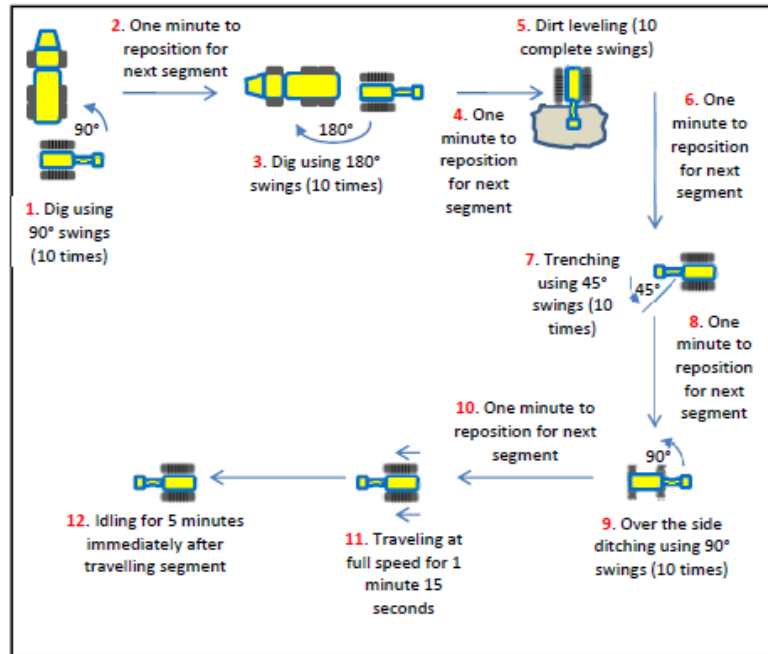 2. One minute to
reposition for
next segment
90°
1. Dig using
90° swings
(10 times)
180°
3. Dig using 180°
swings (10 times)
4. One
minute to
reposition
for next
segment
5. Dirt leveling (10
complete swings)
6. One
minute to
reposition
for next
segment
7. Trenching
using 45°
swings (10
times)
45°
8. One
minute to
reposition
for next
segment
90°
9. Over the side
ditching using 90°
swings (10 times)
10. One minute to
reposition for next
segment
11. Traveling at
full speed for 1
minute 15
seconds
12. Idling for 5 minutes
immediately after
travelling segment